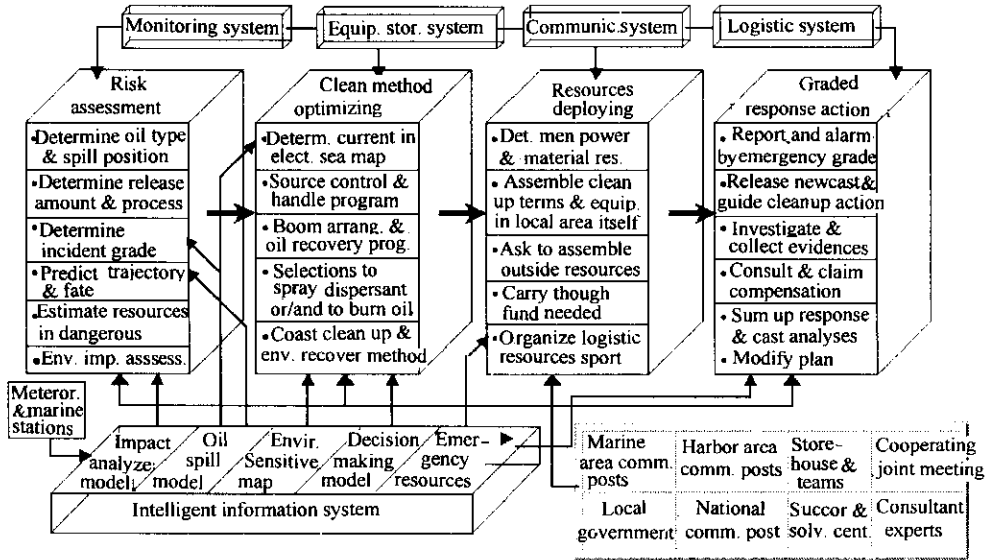 Monitoring system
Equip. stor. system
Communic.system
Logistic system
Risk
assessment
•Determine oil type
& spill position
•Determine release
amount & process
•Determine
incident grade
•Predict trajectory
& fate
•Estimate resources
in dangerous
•Env. imp. asssess.
Clean method
optimizing
•Determ. current in
elect. sea map
•Source control &
handle program
•Boom arrang. &
oil recovery prog.
•Selections to
spray dispersant
or/and to burn oil
•Coast clean up &
env. recover method
Resources
deploying
•Det. men power
& material res.
•Assemble clean
up terms & equip.
in local area itself
•Ask to assemble
outside resources
•Carry though
fund needed
•Organize logistic
resources sport
Graded
response action
•Report and alarm
by emergency grade
•Release newcast&
guide cleanup action
•Investigate &
collect evidences
•Consult & claim
compensation
•Sum up response
& cast analyses
•Modify plan
Meteror.
&marine
stations
Impact
analyze
model
Oil
spill
model
Envir.
Sensitive
map
Decision
making
model
Emer-
gency
resources
Intelligent information system
Marine
area comm.
posts
Harbor area
comm. posts
Store-
house &
teams
Cooperating
joint meeting
Local
government
National
comm. post
Succor &
solv. cent.
Consultant
experts